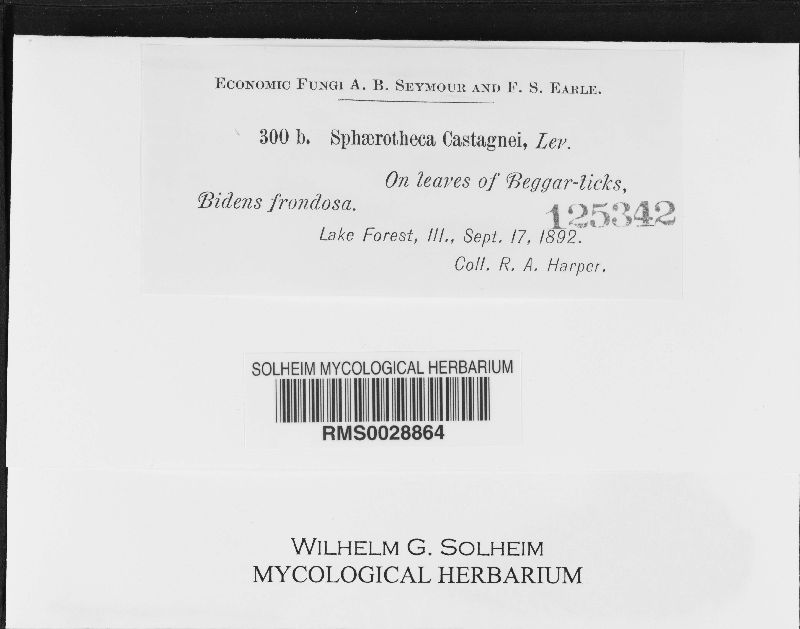 ECONOMIC FUNGI A. B. SEYMOUR AND F. S. EARLE.
300 b. Sphærotheca Castagnei, Lev.
On leaves of Beggar-ticks,
Bidens frondosa.
125342
Lake Forest, Ill., Sept. 17, 1892.
Coll. R. A. Harper.
SOLHEIM MYCOLOGICAL HERBARIUM
RMS0028864
WILHELM G. SOLHEIM
MYCOLOGICAL HERBARIUM